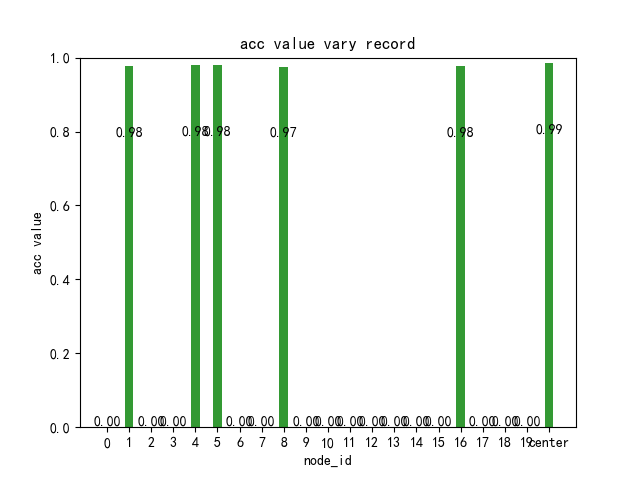 acc value vary record
1.0
0.8
0.6
0.4
0.2
0.0
acc value
0.98 0.98 0.98 0.97 0.98 0.99
0.00 0.00 0.00 0.00 0.00 0.00 0.00 0.00 0.00 0.00 0.00 0.00 0.00 0.00 0.00
0 1 2 3 4 5 6 7 8 9 10 11 12 13 14 15 16 17 18 19 center
node_id